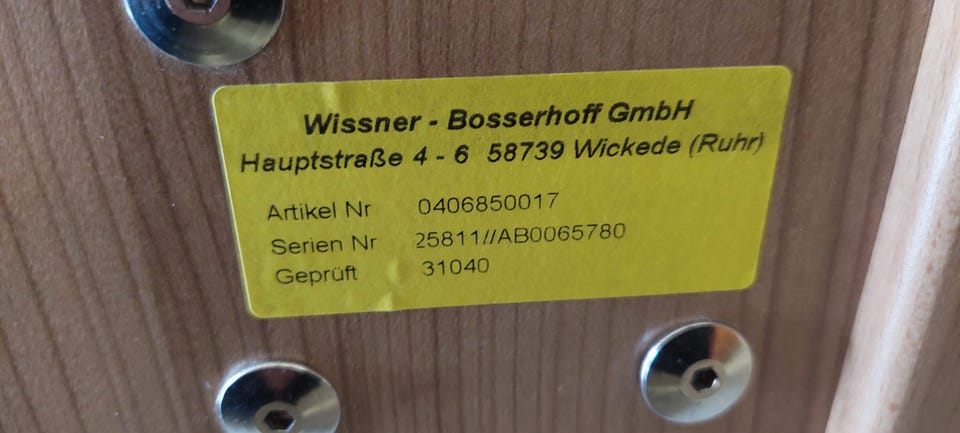 Wissner - Bosserhoff GmbH
Hauptstraße 4 - 6 58739 Wickede (Ruhr)
Artikel Nr 0406850017
Serien Nr 25811//AB0065780
Geprüft 31040